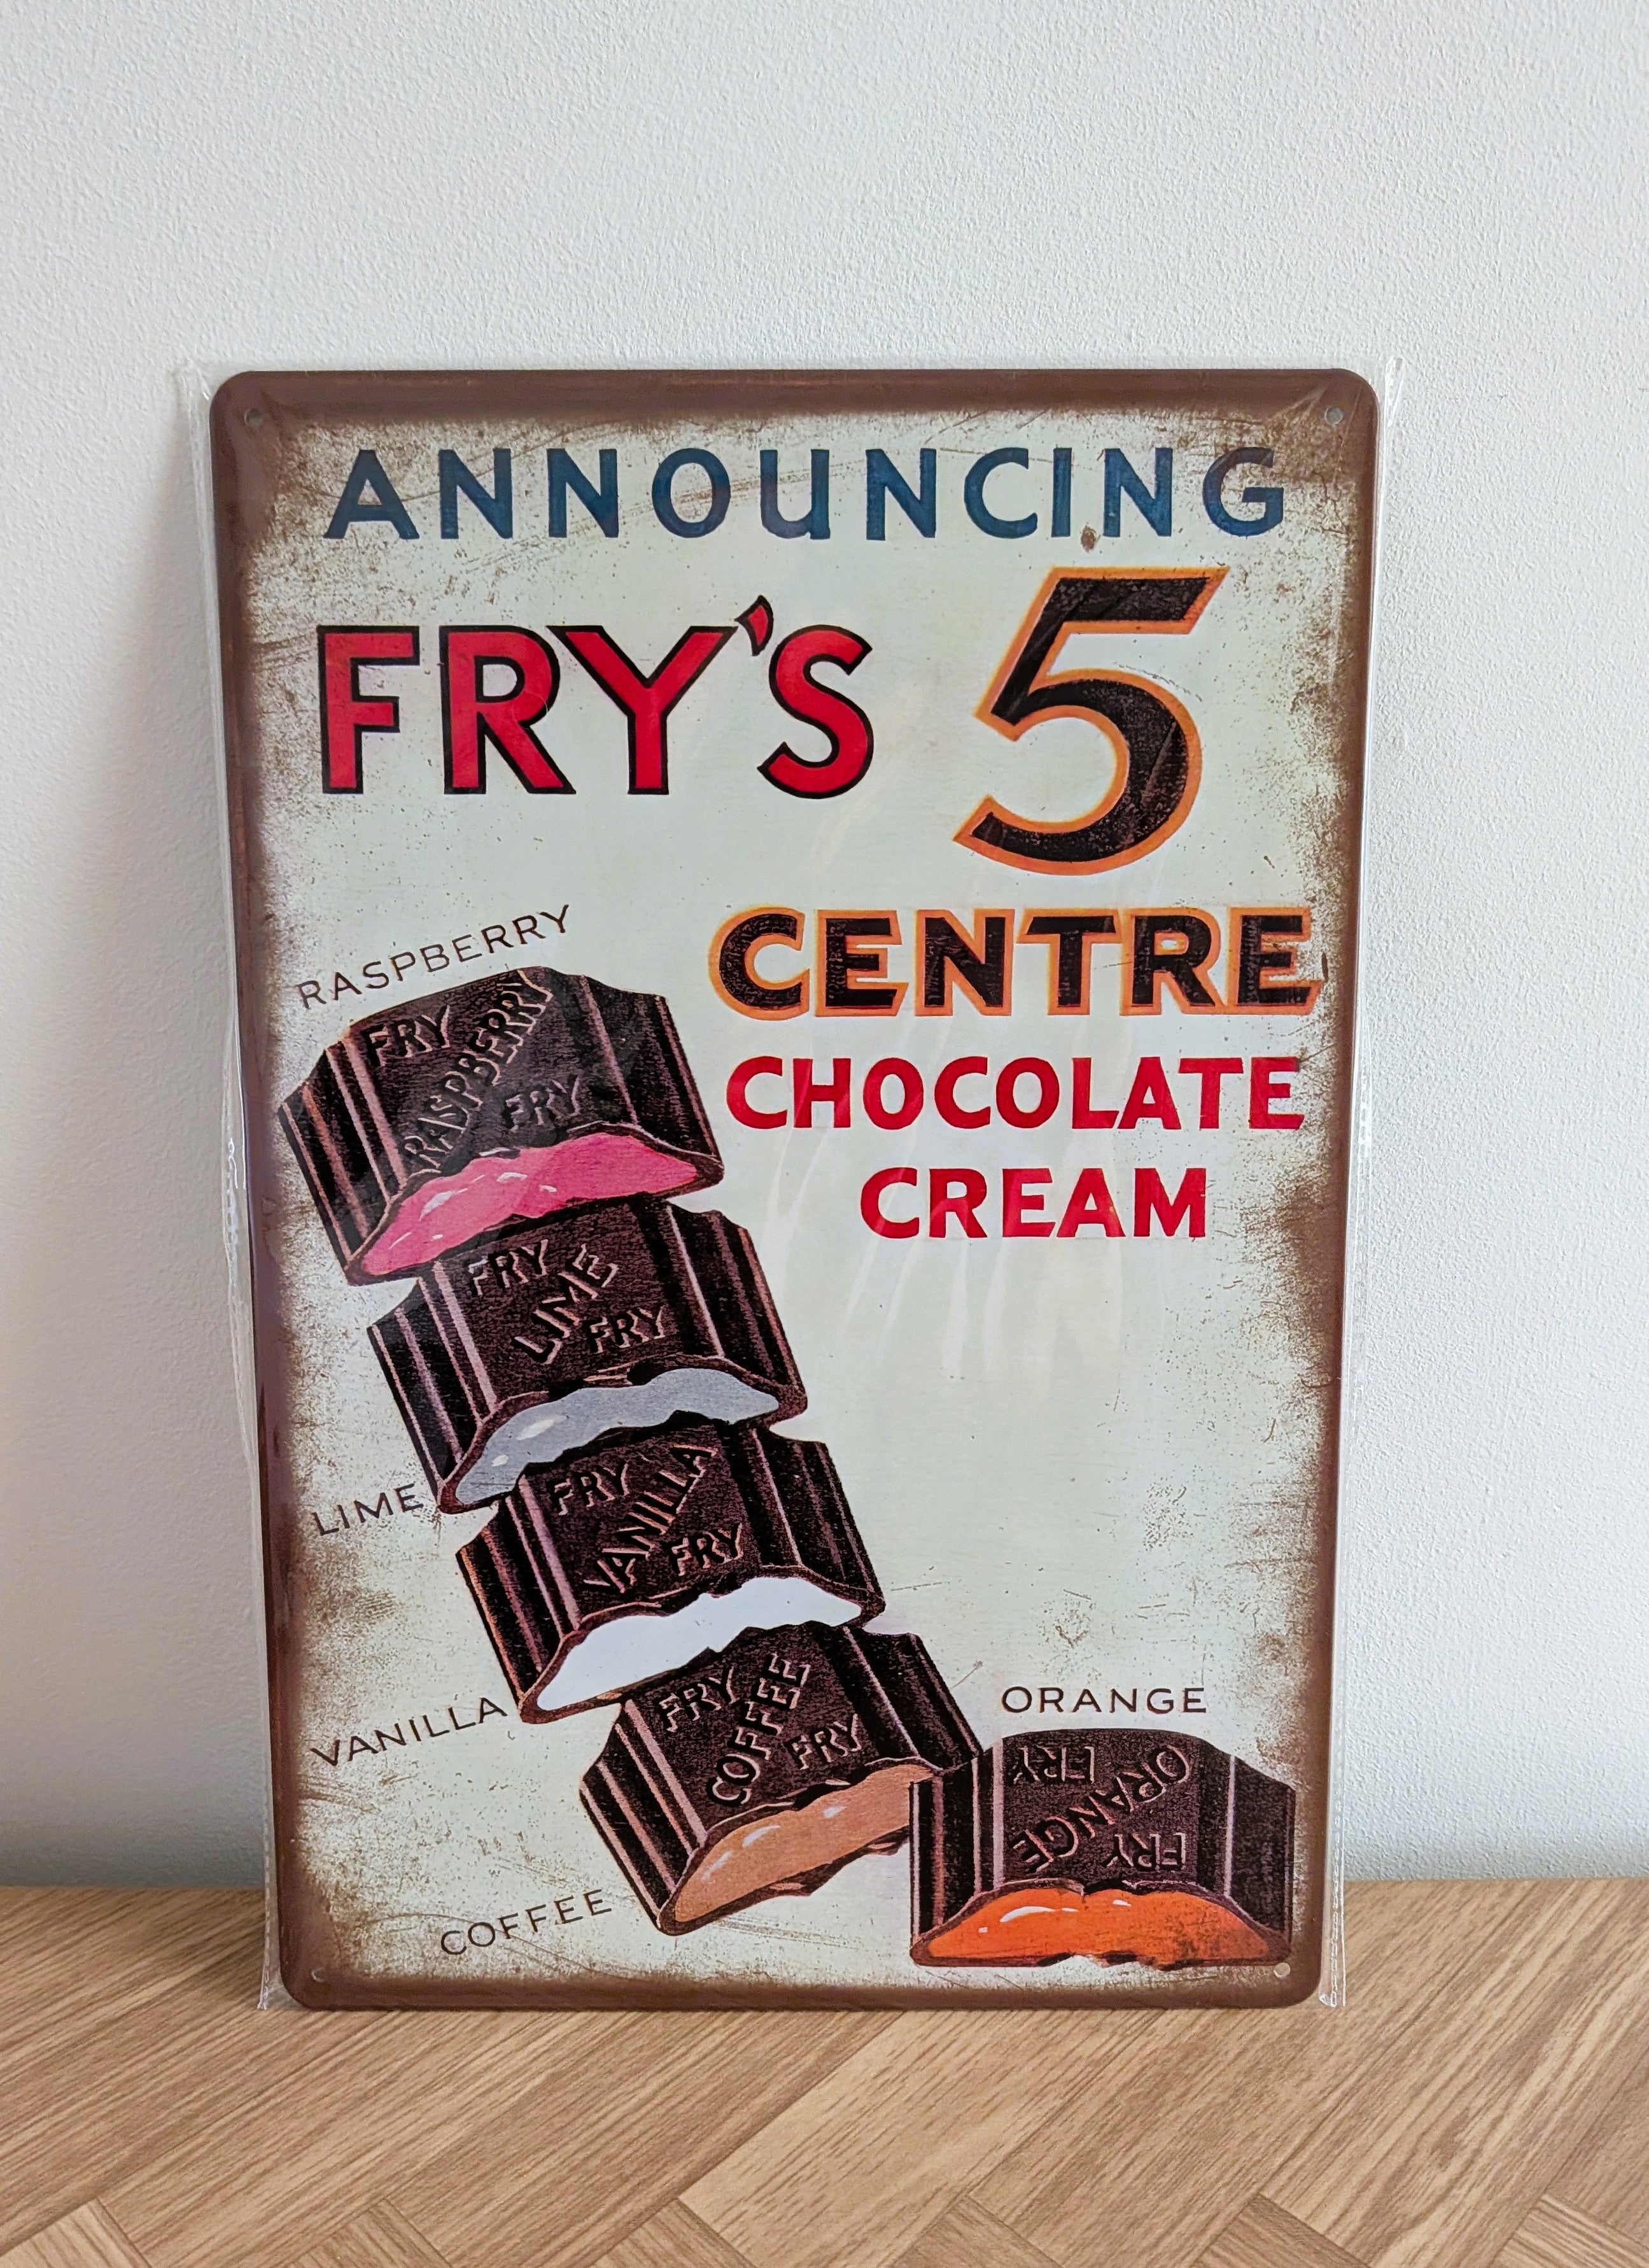 ANNOUNCING
FRY'S 5
CENTRE
CHOCOLATE
CREAM
RASPBERRY
FRY
RASPBERRY
FRY
FRY
LIME
FRY
LIME
FRY
VANILLA
FRY
VANILLA
FRY
COFFEE
FRY
COFFEE
ORANGE
FRY
ORANGE
FRY